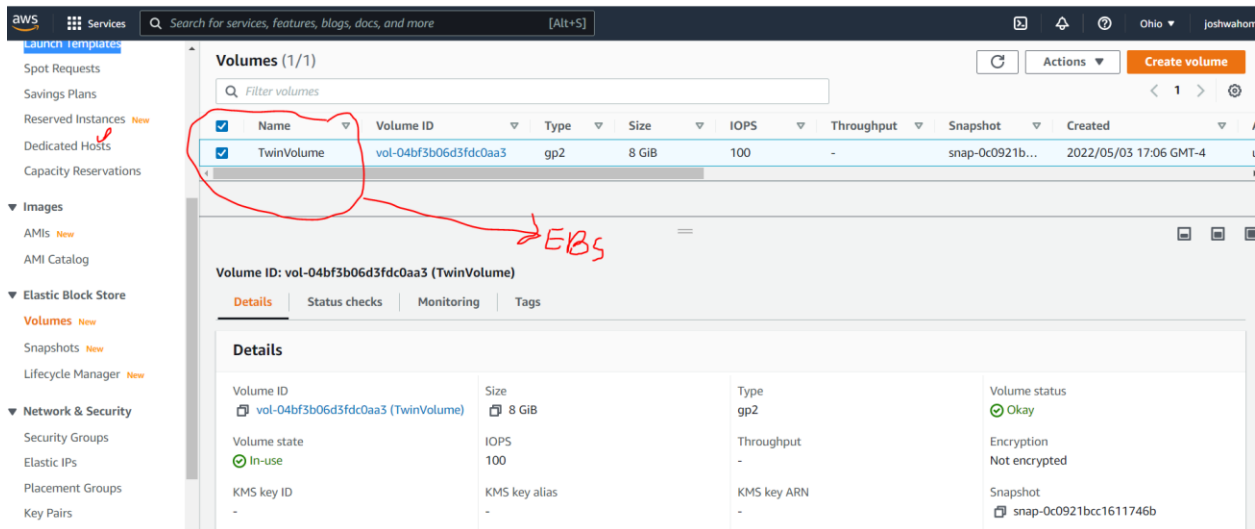 aws Services Search for services, features, blogs, docs, and more [Alt+S] Ohio joshwahom
Launch Templates
Spot Requests
Savings Plans
Reserved Instances New
Dedicated Hosts
Capacity Reservations
Images
AMIs New
AMI Catalog
Elastic Block Store
Volumes New
Snapshots New
Lifecycle Manager New
Network & Security
Security Groups
Elastic IPs
Placement Groups
Key Pairs
Volumes (1/1) Actions Create volume
Filter volumes 1
Name Volume ID Type Size IOPS Throughput Snapshot Created
TwinVolume vol-04bf3b06d3fdc0aa3 gp2 8 GiB 100 - snap-0c0921b... 2022/05/03 17:06 GMT-4
EBS
Volume ID: vol-04bf3b06d3fdc0aa3 (TwinVolume)
Details Status checks Monitoring Tags
Details
Volume ID Size Type Volume status
vol-04bf3b06d3fdc0aa3 (TwinVolume) 8 GiB gp2 Okay
Volume state IOPS Throughput Encryption
In-use 100 - Not encrypted
KMS key ID KMS key alias KMS key ARN Snapshot
- - - snap-0c0921bcc1611746b